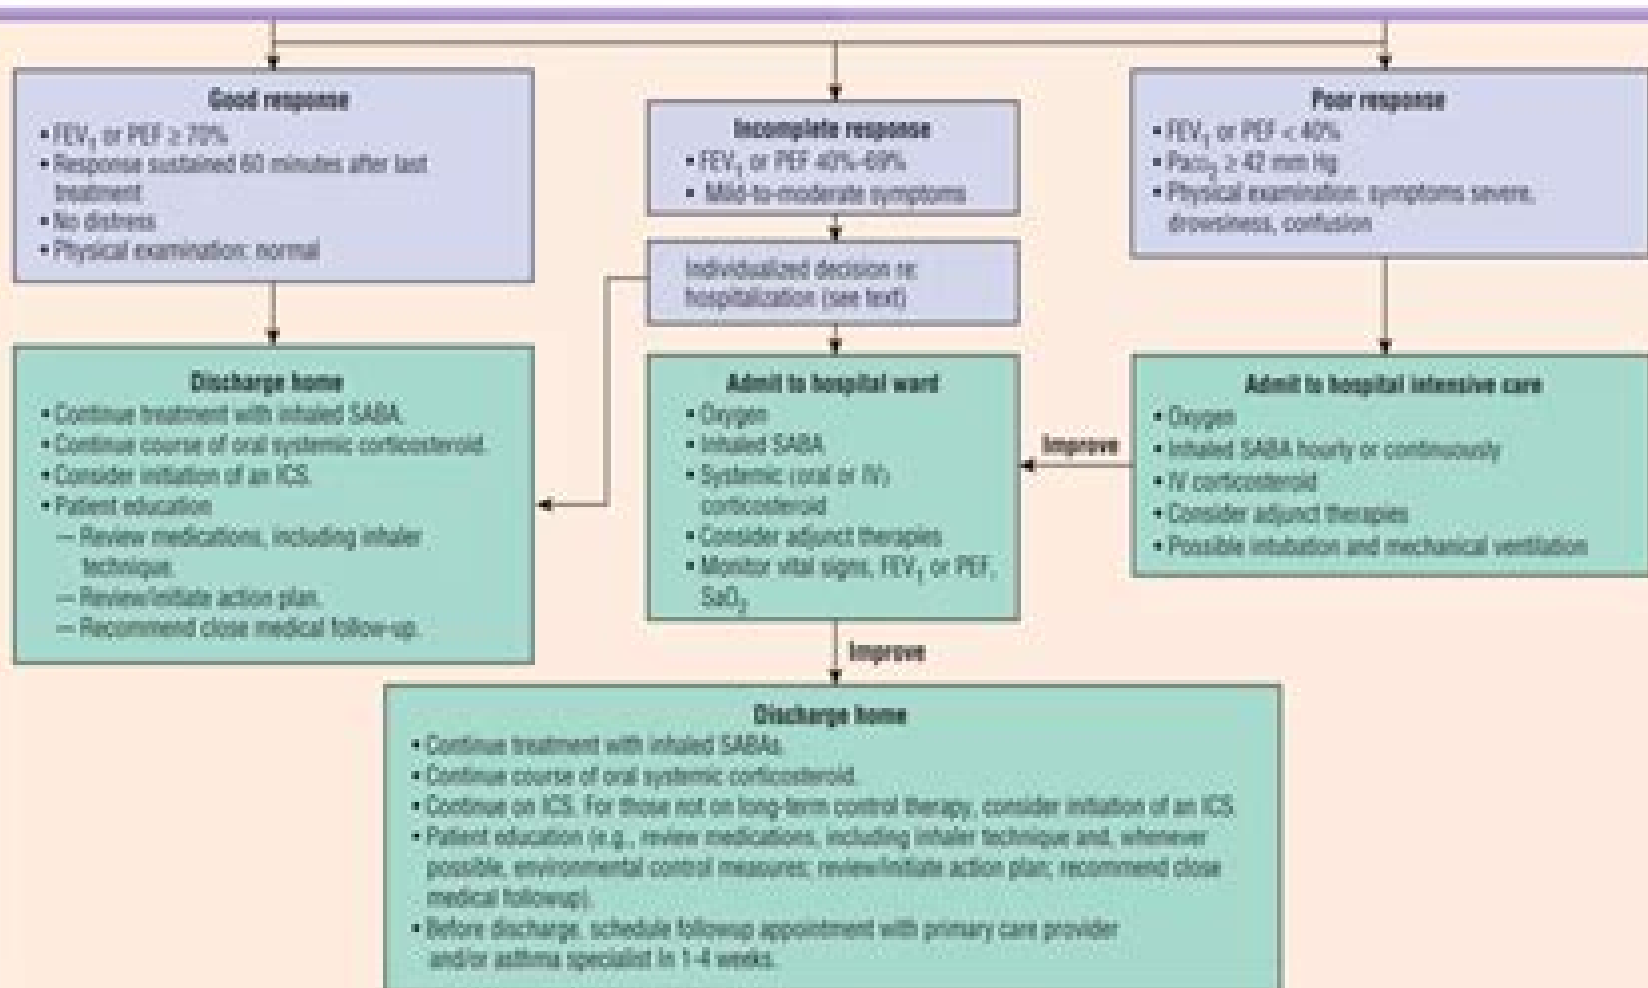 Good response
• FEV1 or PEF ≥ 70%
• Response sustained 60 minutes after last
treatment
• No distress
• Physical examination: normal
Incomplete response
• FEV1 or PEF 40%-69%
• Mild-to-moderate symptoms
Poor response
• FEV1 or PEF < 40%
• Paco2 ≥ 42 mm Hg
• Physical examination: symptoms severe,
drowsiness, confusion
Individualized decision re:
hospitalization (see text)
Discharge home
• Continue treatment with inhaled SABA.
• Continue course of oral systemic corticosteroid.
• Consider initiation of an ICS.
• Patient education
— Review medications, including inhaler
technique.
— Review/initiate action plan.
— Recommend close medical follow-up.
Admit to hospital ward
• Oxygen
• Inhaled SABA
• Systemic (oral or IV)
corticosteroid
• Consider adjunct therapies
• Monitor vital signs, FEV1 or PEF,
SaO2
Improve
Admit to hospital intensive care
• Oxygen
• Inhaled SABA hourly or continuously
• IV corticosteroid
• Consider adjunct therapies
• Possible intubation and mechanical ventilation
Improve
Discharge home
• Continue treatment with inhaled SABAs.
• Continue course of oral systemic corticosteroid.
• Continue on ICS. For those not on long-term control therapy, consider initiation of an ICS.
• Patient education (e.g., review medications, including inhaler technique and, whenever
possible, environmental control measures; review/initiate action plan; recommend close
medical followup).
• Before discharge, schedule followup appointment with primary care provider
and/or asthma specialist in 1-4 weeks.